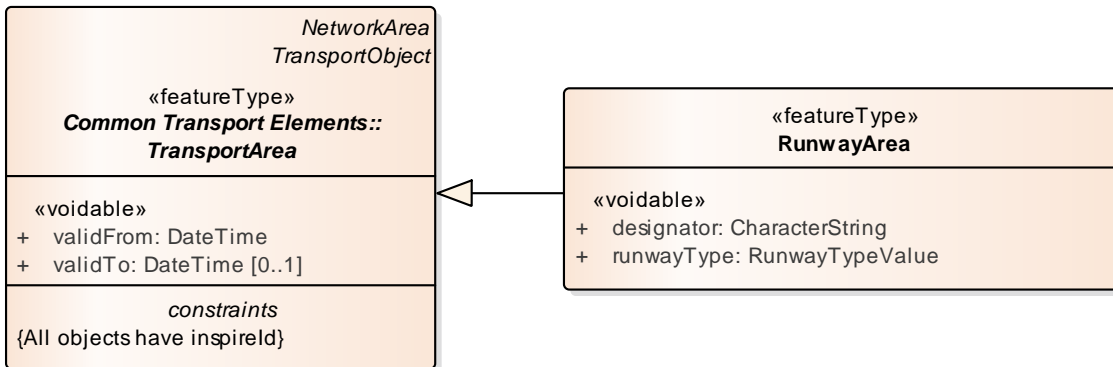 NetworkArea
TransportObject
«featureType»
Common Transport Elements::
TransportArea
«voidable»
+ validFrom: DateTime
+ validTo: DateTime [0..1]
constraints
{All objects have inspireId}
«featureType»
RunwayArea
«voidable»
+ designator: CharacterString
+ runwayType: RunwayTypeValue